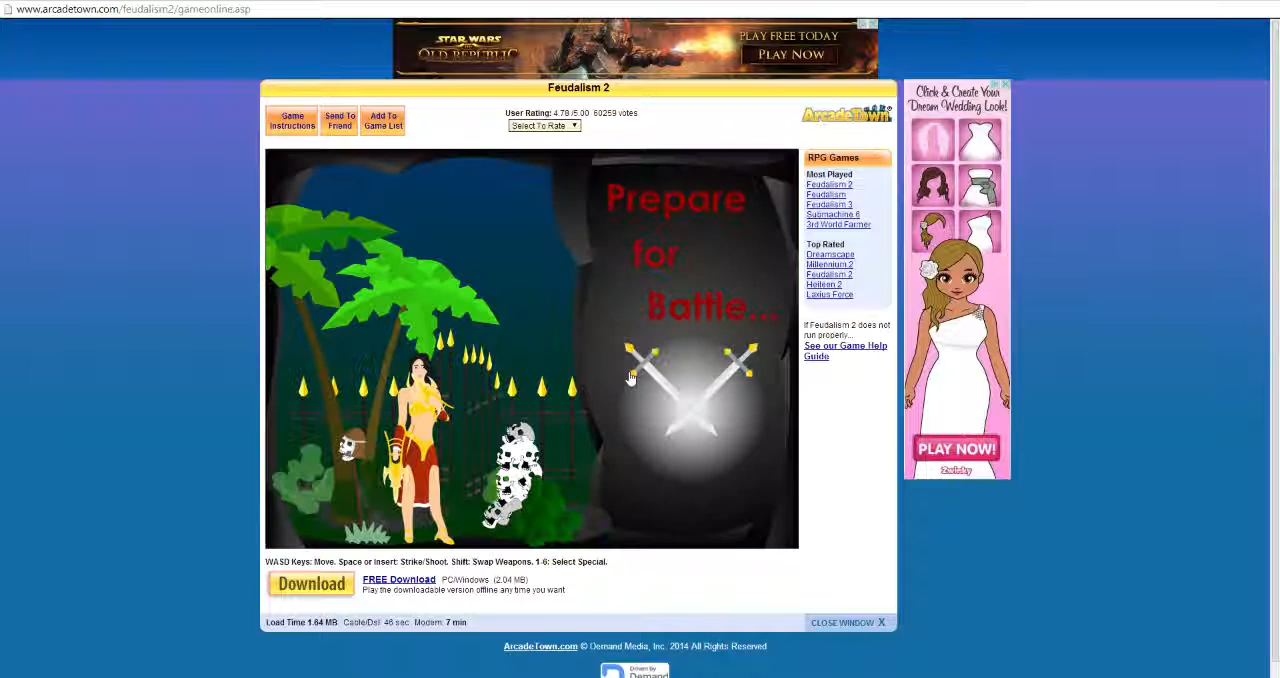 www.arcadetown.com/feudalism2/gameonline.asp
STAR WARS
THE OLD REPUBLIC
PLAY FREE TODAY
PLAY NOW
Feudalism 2
Game Instructions
Send To Friend
Add To Game List
User Rating: 4.78 /5.00 60259 votes
Select To Rate
ArcadeTown
Prepare
for
Battle...
RPG Games
Most Played
Feudalism 2
Feudalism
Feudalism 3
Submachine 6
3rd World Farmer
Top Rated
Dreamscape
Millennium 2
Feudalism 2
Heileen 2
Laxius Force
If Feudalism 2 does not
run properly...
See our Game Help
Guide
Click & Create Your
Dream Wedding Look!
PLAY NOW!
Zwinky
WASD Keys: Move. Space or Insert: Strike/Shoot. Shift: Swap Weapons. 1-6: Select Special.
Download
FREE Download PC/Windows (2.04 MB)
Play the downloadable version offline any time you want
Load Time 1.64 MB: Cable/Dsl: 46 sec Modem: 7 min
CLOSE WINDOW X
ArcadeTown.com © Demand Media, Inc. 2014 All Rights Reserved
Driven By
Demand